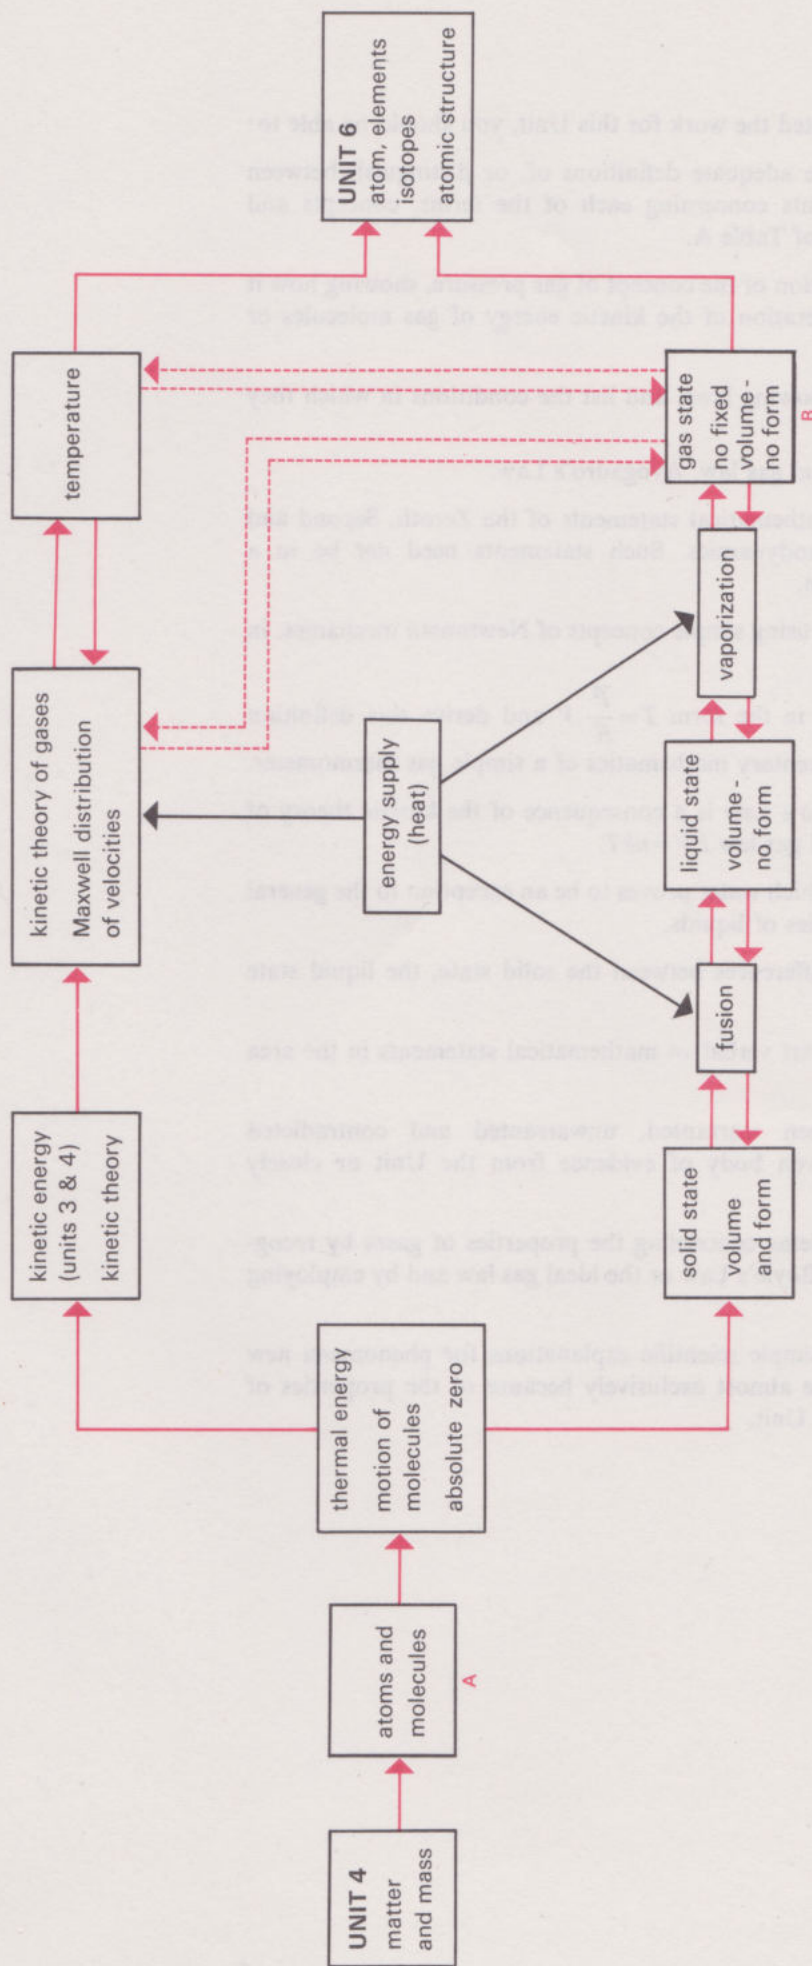 UNIT 4
matter
and mass
atoms and
molecules
A
thermal energy
motion of
molecules
absolute zero
kinetic energy
(units 3 & 4)
kinetic theory
kinetic theory of gases
Maxwell distribution
of velocities
temperature
energy supply
(heat)
solid state
volume
and form
fusion
liquid state
volume -
no form
vaporization
gas state
no fixed
volume -
no form
B
UNIT 6
atom, elements
isotopes
atomic structure